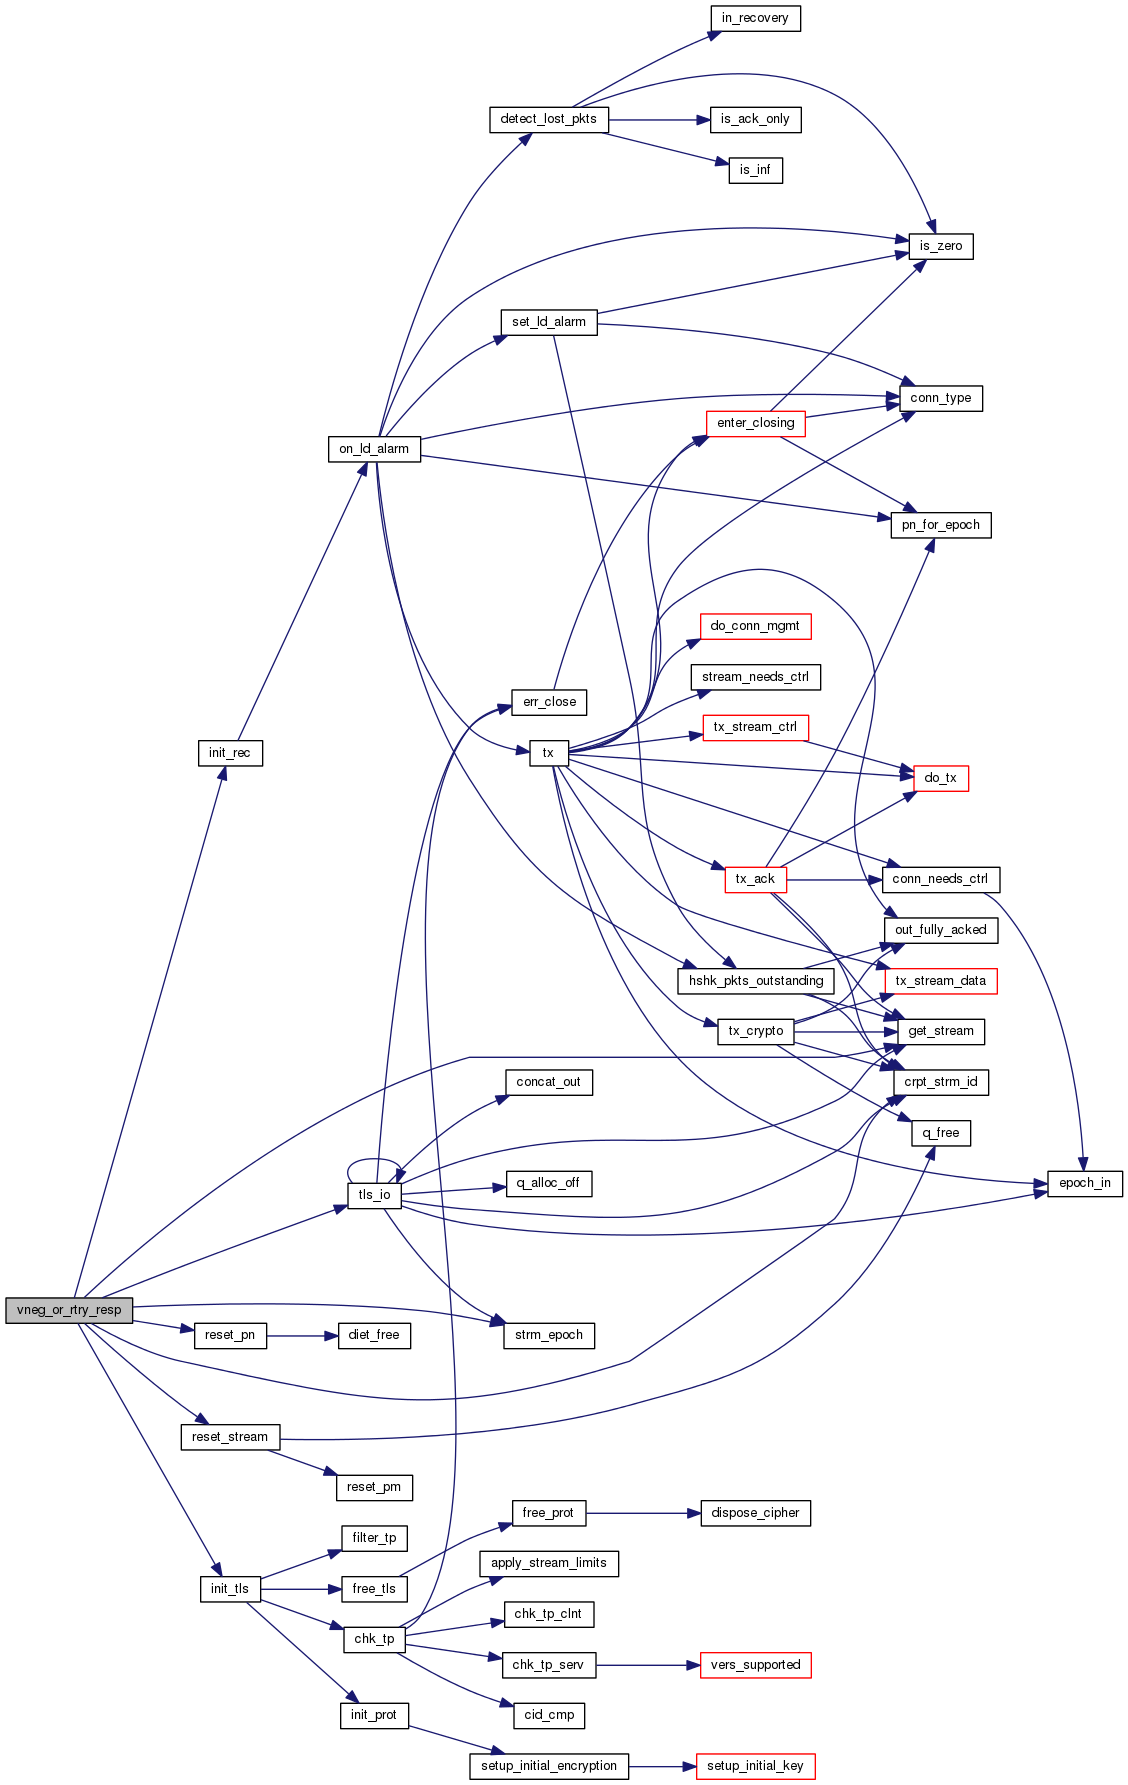 in_recovery
detect_lost_pkts
is_ack_only
is_inf
is_zero
set_ld_alarm
conn_type
enter_closing
on_ld_alarm
pn_for_epoch
do_conn_mgmt
stream_needs_ctrl
err_close
tx_stream_ctrl
init_rec
tx
do_tx
tx_ack
conn_needs_ctrl
out_fully_acked
hshk_pkts_outstanding
tx_stream_data
tx_crypto
get_stream
concat_out
crpt_strm_id
q_free
q_alloc_off
epoch_in
tls_io
vneg_or_rtry_resp
reset_pn
diet_free
strm_epoch
reset_stream
reset_pm
free_prot
dispose_cipher
filter_tp
apply_stream_limits
init_tls
free_tls
chk_tp_clnt
chk_tp
chk_tp_serv
vers_supported
init_prot
cid_cmp
setup_initial_encryption
setup_initial_key